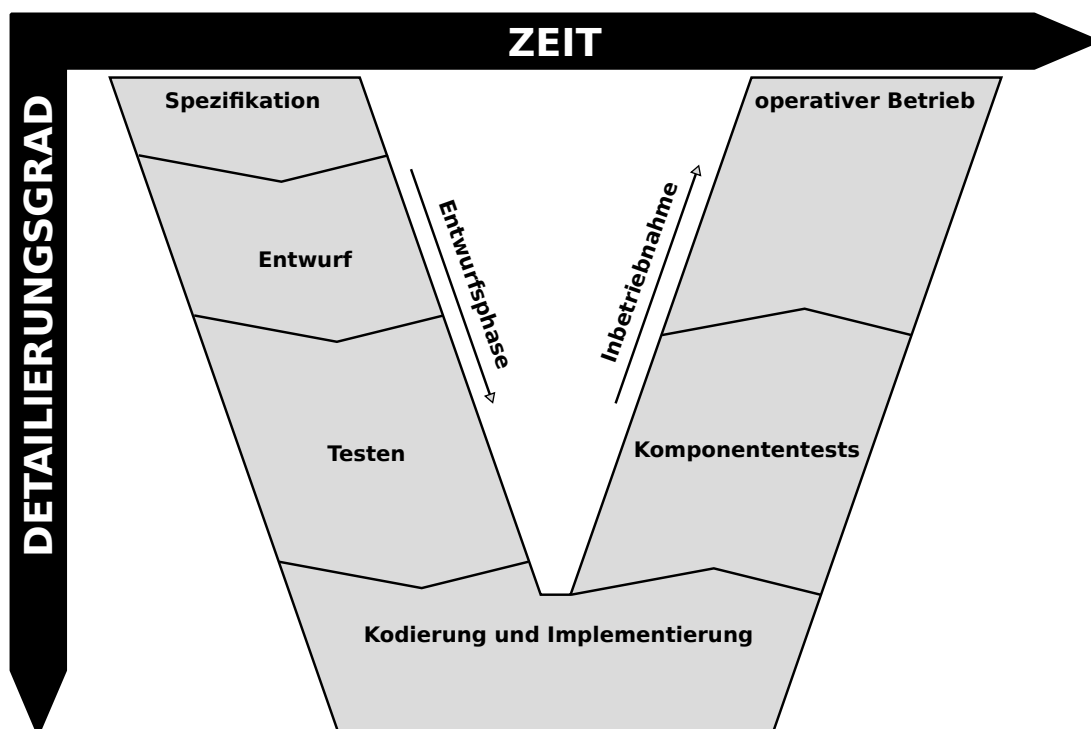 ZEIT
DETAILIERUNGSGRAD
Spezifikation
operativer Betrieb
Entwurfsphase
Inbetriebnahme
Entwurf
Testen
Komponententests
Kodierung und Implementierung